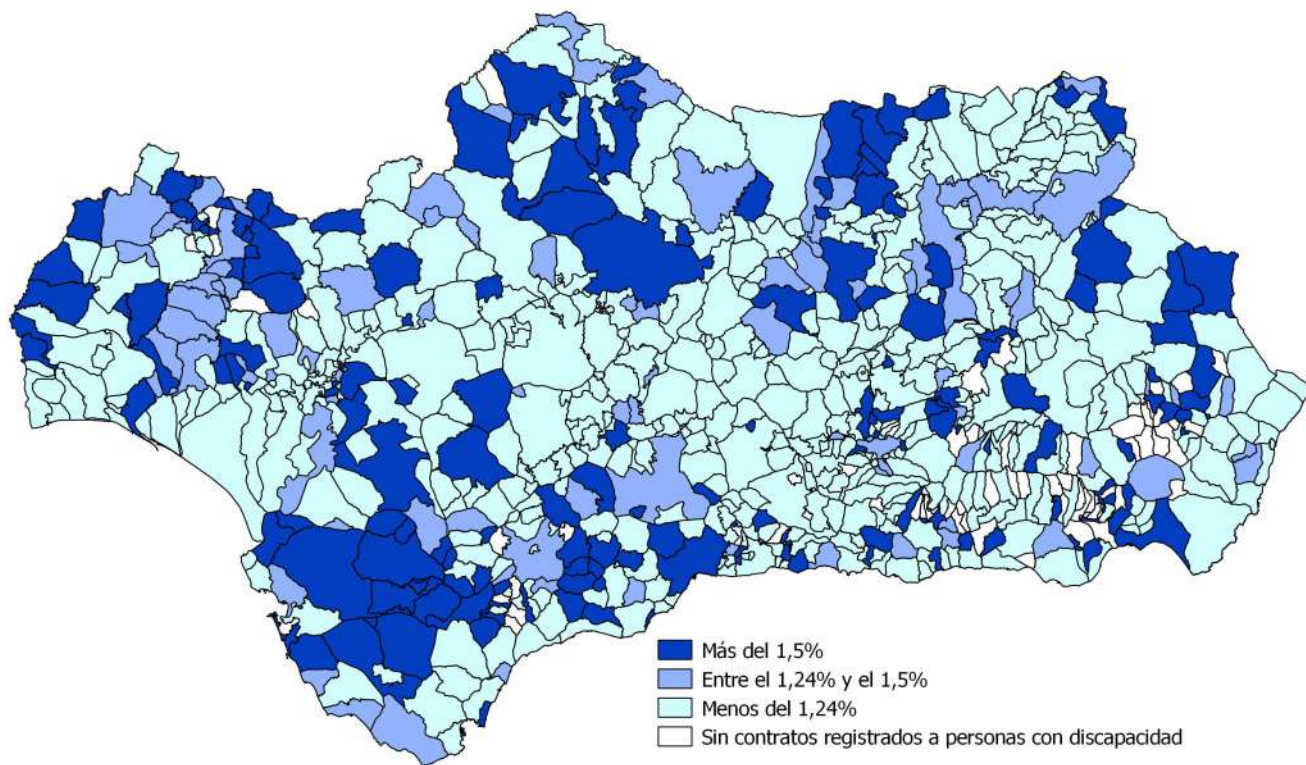 Más del 1,5%
Entre el 1,24% y el 1,5%
Menos del 1,24%
Sin contratos registrados a personas con discapacidad